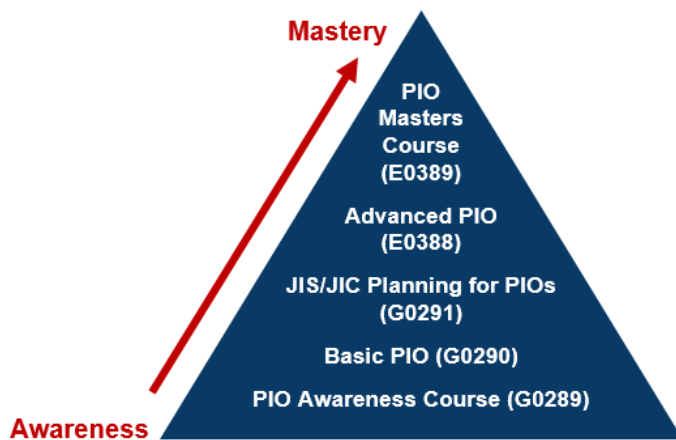 Mastery
PIO
Masters
Course
(E0389)
Advanced PIO
(E0388)
JIS/JIC Planning for PIOs
(G0291)
Basic PIO (G0290)
PIO Awareness Course (G0289)
Awareness